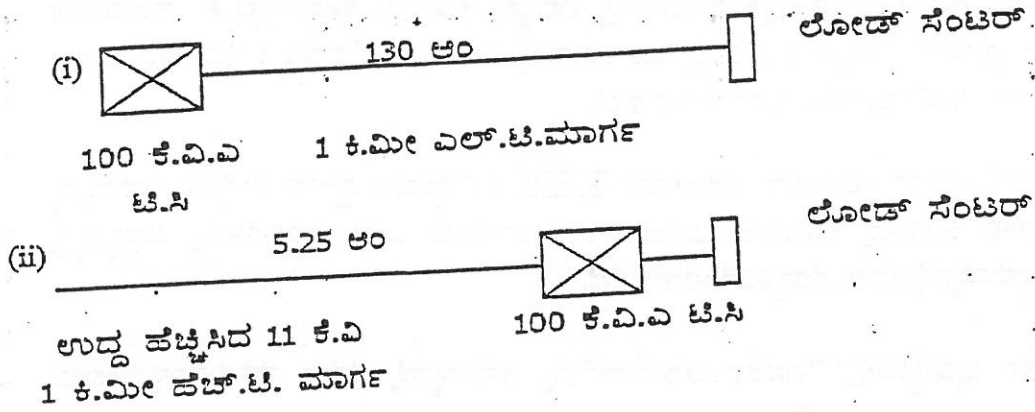 ಲೋಡ್ ಸೆಂಟರ್
(i) 130 ಆಂ
100 ಕೆ.ವಿ.ಎ 1 ಕಿ.ಮೀ ಎಲ್.ಟಿ.ಮಾರ್ಗ
ಟಿ.ಸಿ
ಲೋಡ್ ಸೆಂಟರ್
(ii) 5.25 ಆಂ
ಉದ್ದ ಹೆಚ್ಚಿಸಿದ 11 ಕೆ.ವಿ 100 ಕೆ.ವಿ.ಎ ಟಿ.ಸಿ
1 ಕಿ.ಮೀ ಹೆಚ್.ಟಿ. ಮಾರ್ಗ